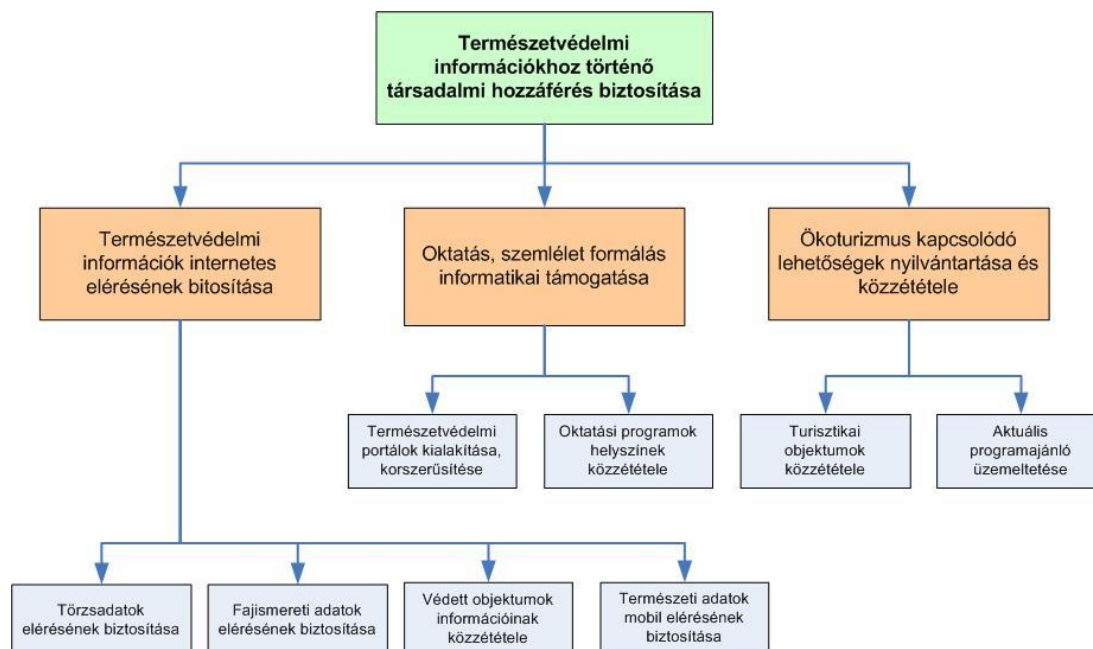 Természetvédelmi
információkhoz történő
társadalmi hozzáférés biztosítása
Természetvédelmi
információk internetes
elérésének bitosítása
Oktatás, szemlélet formálás
informatikai támogatása
Ökoturizmus kapcsolódó
lehetőségek nyilvántartása és
közzététele
Természetvédelmi
portálok kialakítása,
korszerűsítése
Oktatási programok
helyszínek
közzététele
Turisztikai
objektumok
közzététele
Aktuális
programajánló
üzemeltetése
Törzsadatok
elérésének biztosítása
Fajismereti adatok
elérésének biztosítása
Védett objektumok
információinak
közzététele
Természeti adatok
mobil elérésének
biztosítása